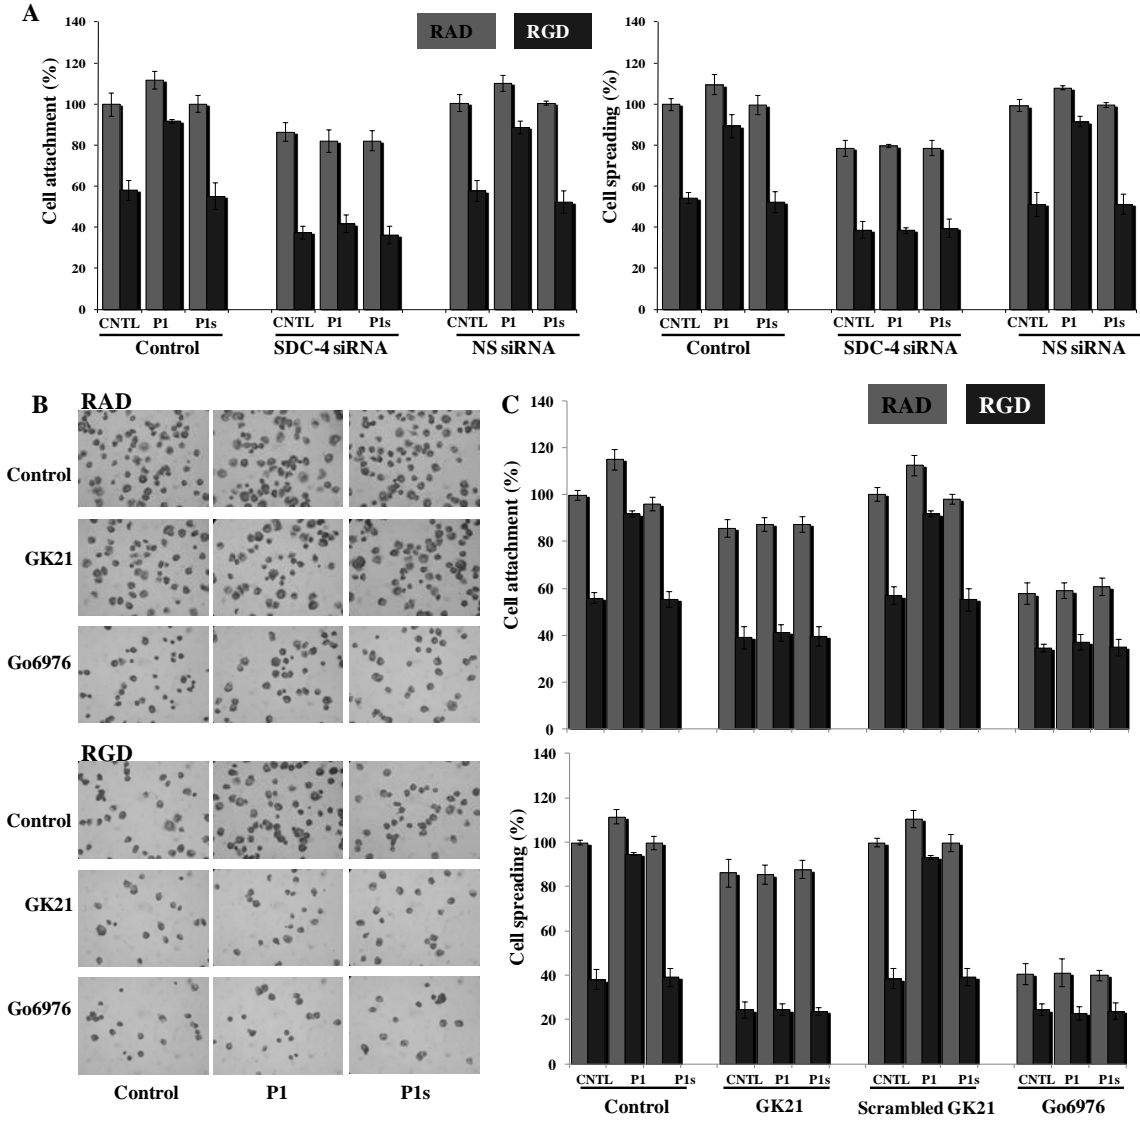 A
RAD RGD
Cell attachment (%)
140
120
100
80
60
40
20
0
CNTL P1 P1s CNTL P1 P1s CNTL P1 P1s
Control SDC-4 siRNA NS siRNA
Cell spreading (%)
140
120
100
80
60
40
20
0
CNTL P1 P1s CNTL P1 P1s CNTL P1 P1s
Control SDC-4 siRNA NS siRNA
B
RAD
Control
GK21
Go6976
RGD
Control
GK21
Go6976
Control P1 P1s
C
RAD RGD
Cell attachment (%)
140
120
100
80
60
40
20
0
Cell spreading (%)
140
120
100
80
60
40
20
0
CNTL P1 P1s CNTL P1 P1s CNTL P1 P1s CNTL P1 P1s
Control GK21 Scrambled GK21 Go6976